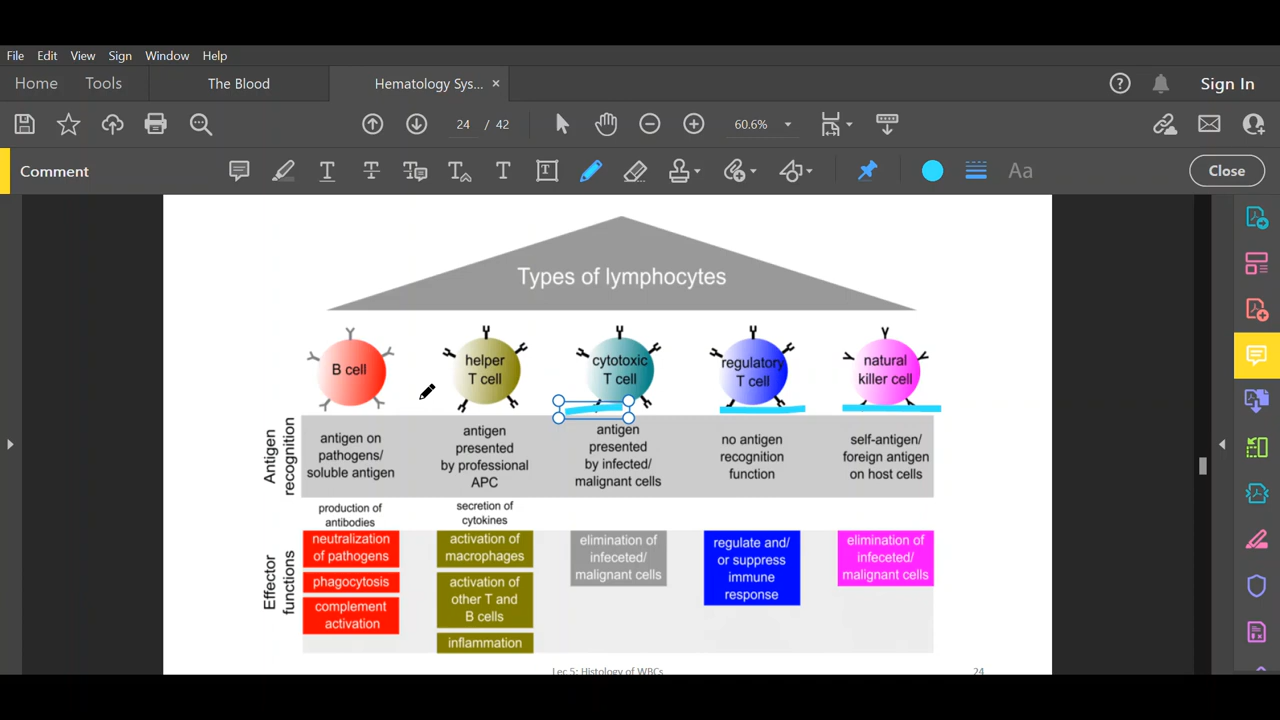 File Edit View Sign Window Help
Home Tools The Blood Hematology Sys... × Sign In
24 / 42 60.6%
Comment Aa Close
Types of lymphocytes
B cell
helper
T cell
cytotoxic
T cell
regulatory
T cell
natural
killer cell
Antigen
recognition
antigen on
pathogens/
soluble antigen
antigen
presented
by professional
APC
antigen
presented
by infected/
malignant cells
no antigen
recognition
function
self-antigen/
foreign antigen
on host cells
Effector
functions
production of
antibodies
neutralization
of pathogens
phagocytosis
complement
activation
secretion of
cytokines
activation of
macrophages
activation of
other T and
B cells
inflammation
elimination of
infeceted/
malignant cells
regulate and/
or suppress
immune
response
elimination of
infeceted/
malignant cells
Lec 5: Histology of WBCs 24